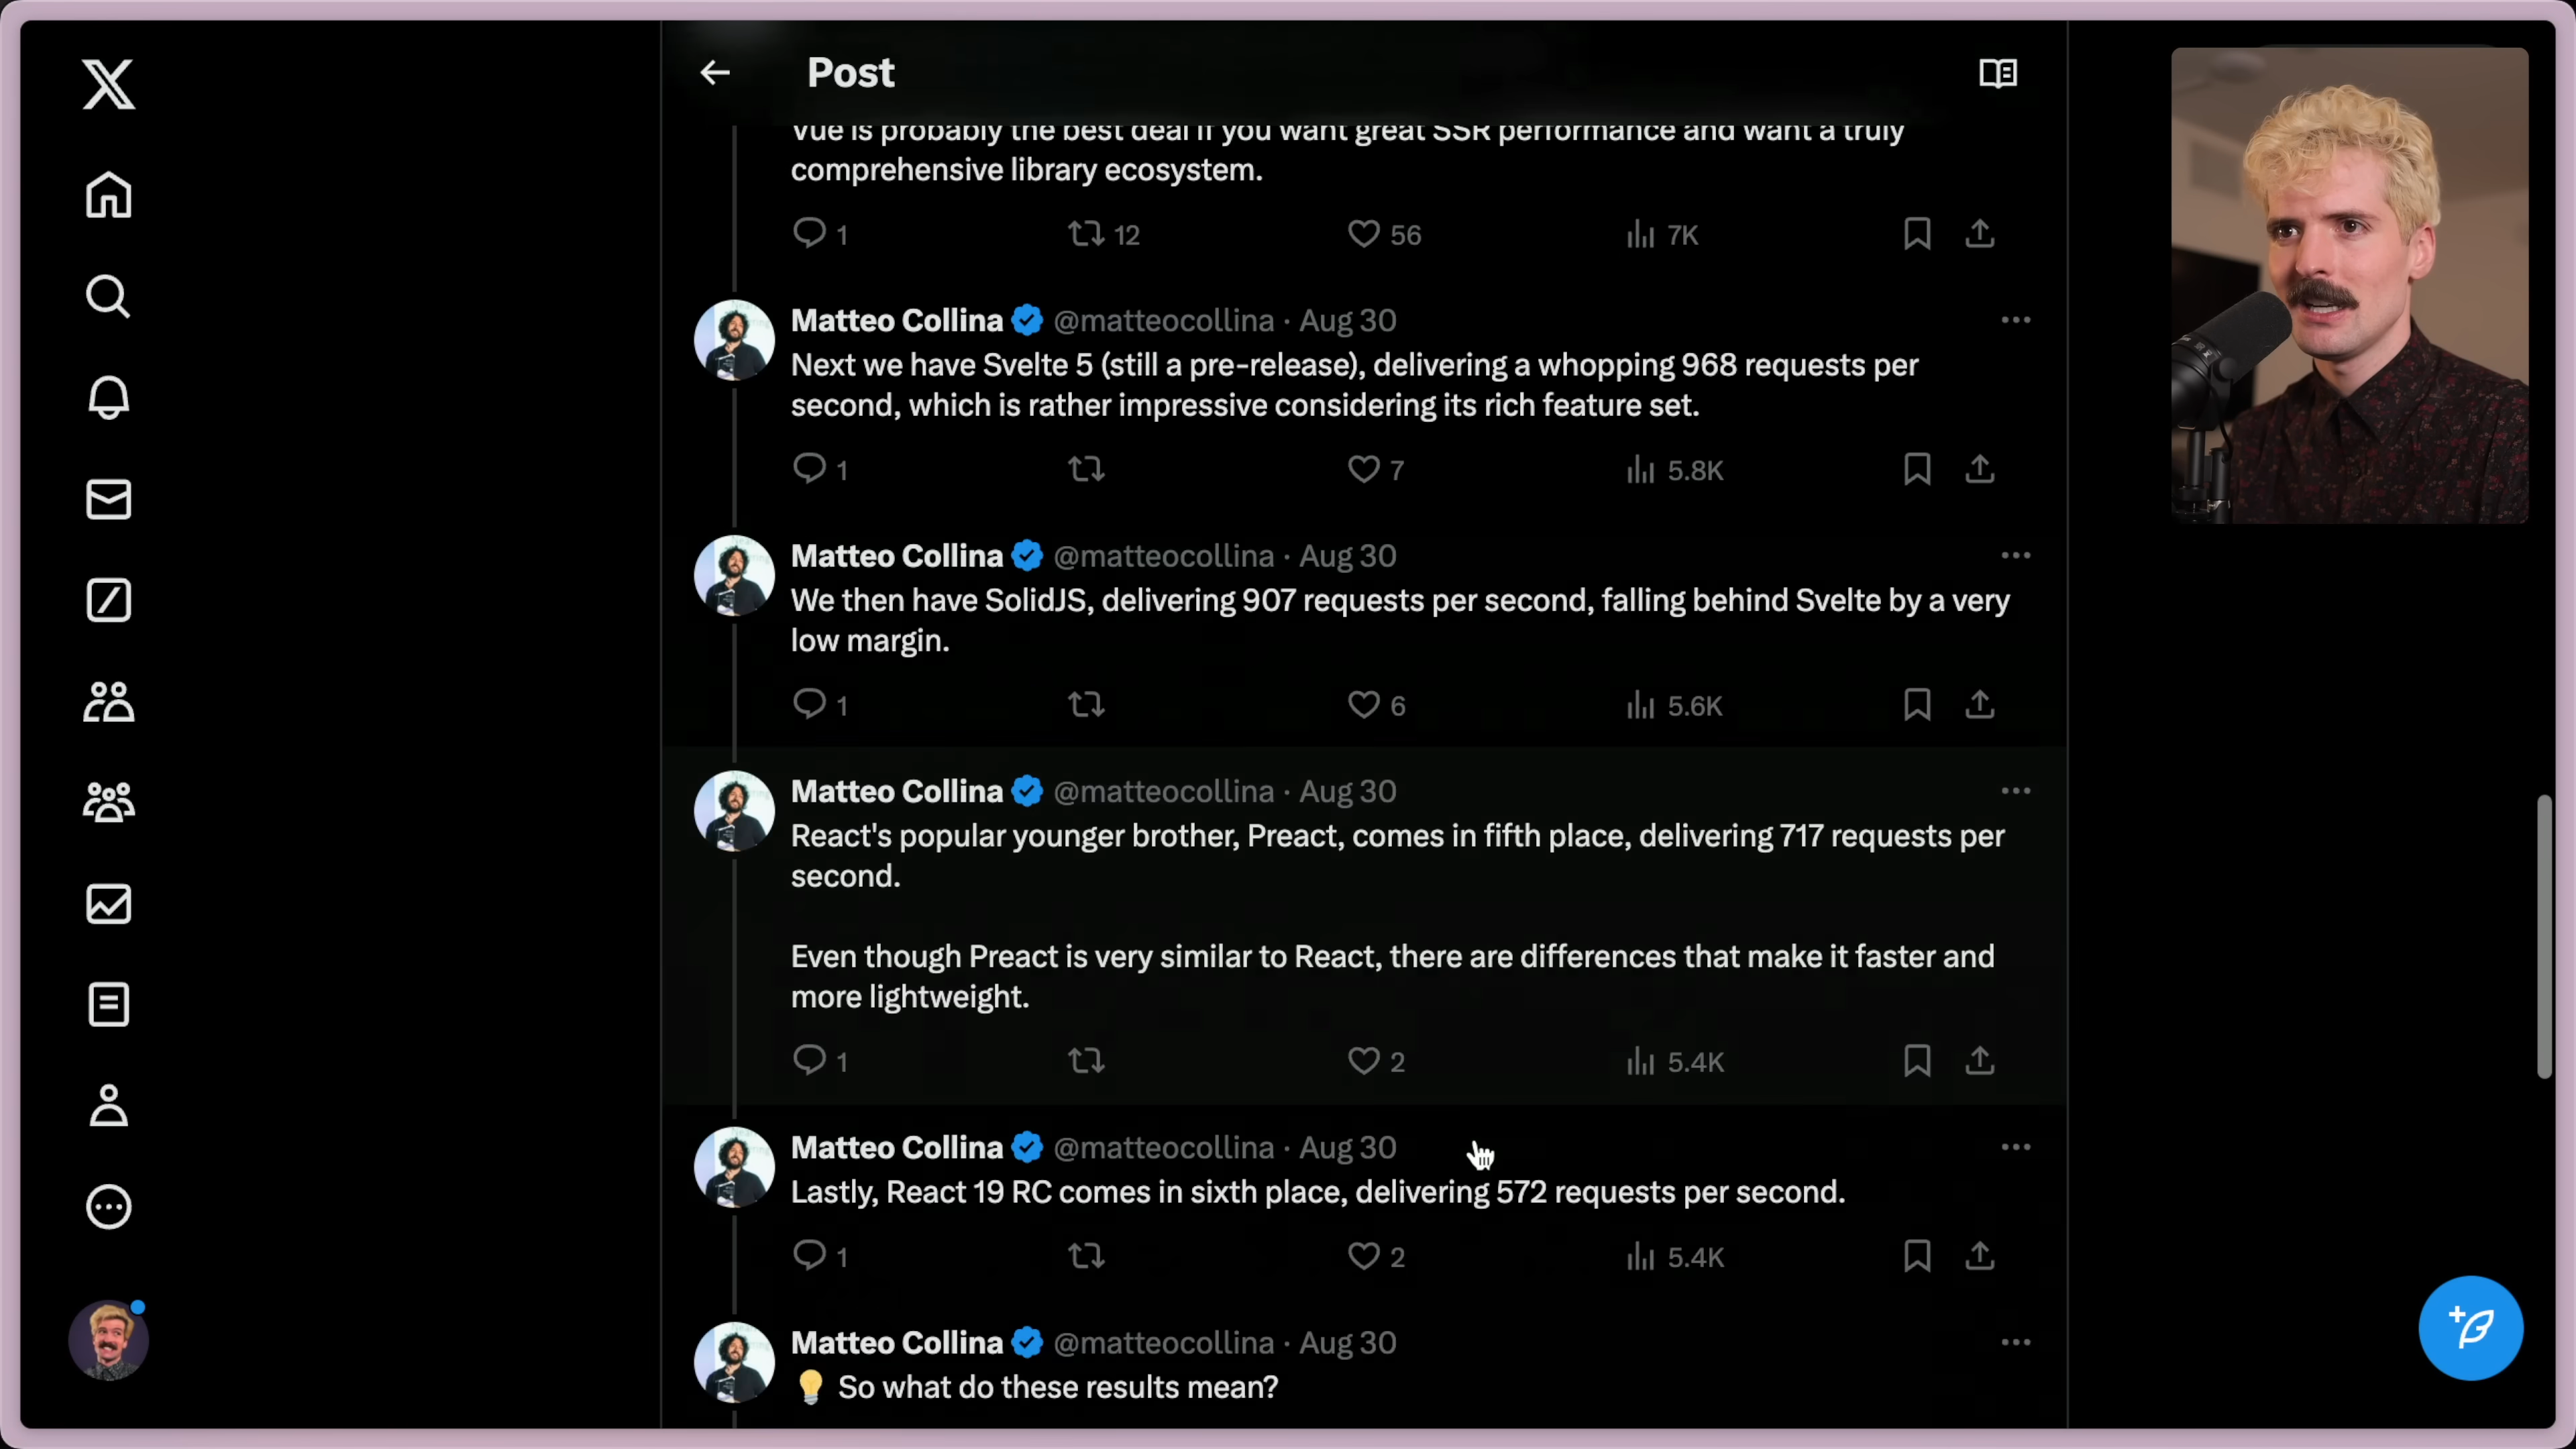 Post
Vue is probably the best deal if you want great SSR performance and want a truly
comprehensive library ecosystem.
1 12 56 7K
Matteo Collina @matteocollina · Aug 30
Next we have Svelte 5 (still a pre-release), delivering a whopping 968 requests per
second, which is rather impressive considering its rich feature set.
1 7 5.8K
Matteo Collina @matteocollina · Aug 30
We then have SolidJS, delivering 907 requests per second, falling behind Svelte by a very
low margin.
1 6 5.6K
Matteo Collina @matteocollina · Aug 30
React's popular younger brother, Preact, comes in fifth place, delivering 717 requests per
second.
Even though Preact is very similar to React, there are differences that make it faster and
more lightweight.
1 2 5.4K
Matteo Collina @matteocollina · Aug 30
Lastly, React 19 RC comes in sixth place, delivering 572 requests per second.
1 2 5.4K
Matteo Collina @matteocollina · Aug 30
💡 So what do these results mean?